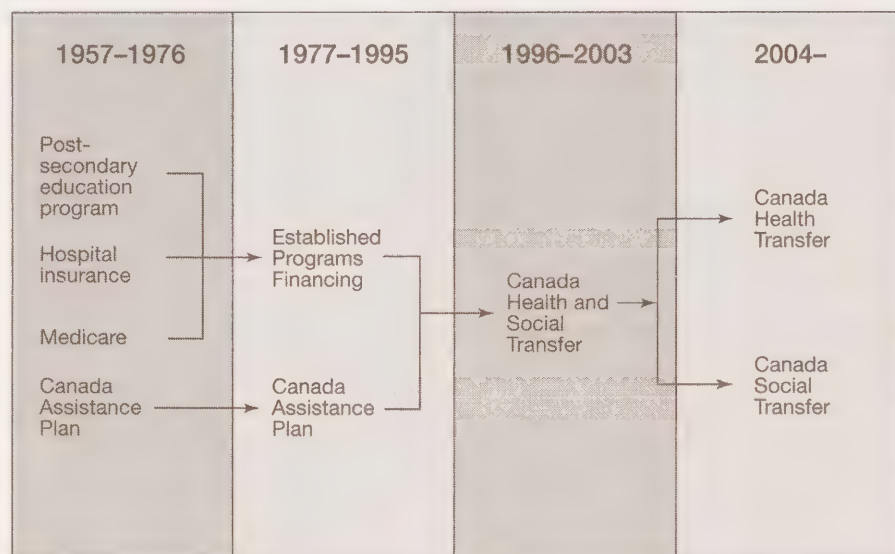 1957–1976
1977–1995
1996–2003
2004–
Post-
secondary
education
program
Hospital
insurance
Medicare
Canada
Assistance
Plan
Established
Programs
Financing
Canada
Assistance
Plan
Canada
Health and
Social
Transfer
Canada
Health
Transfer
Canada
Social
Transfer